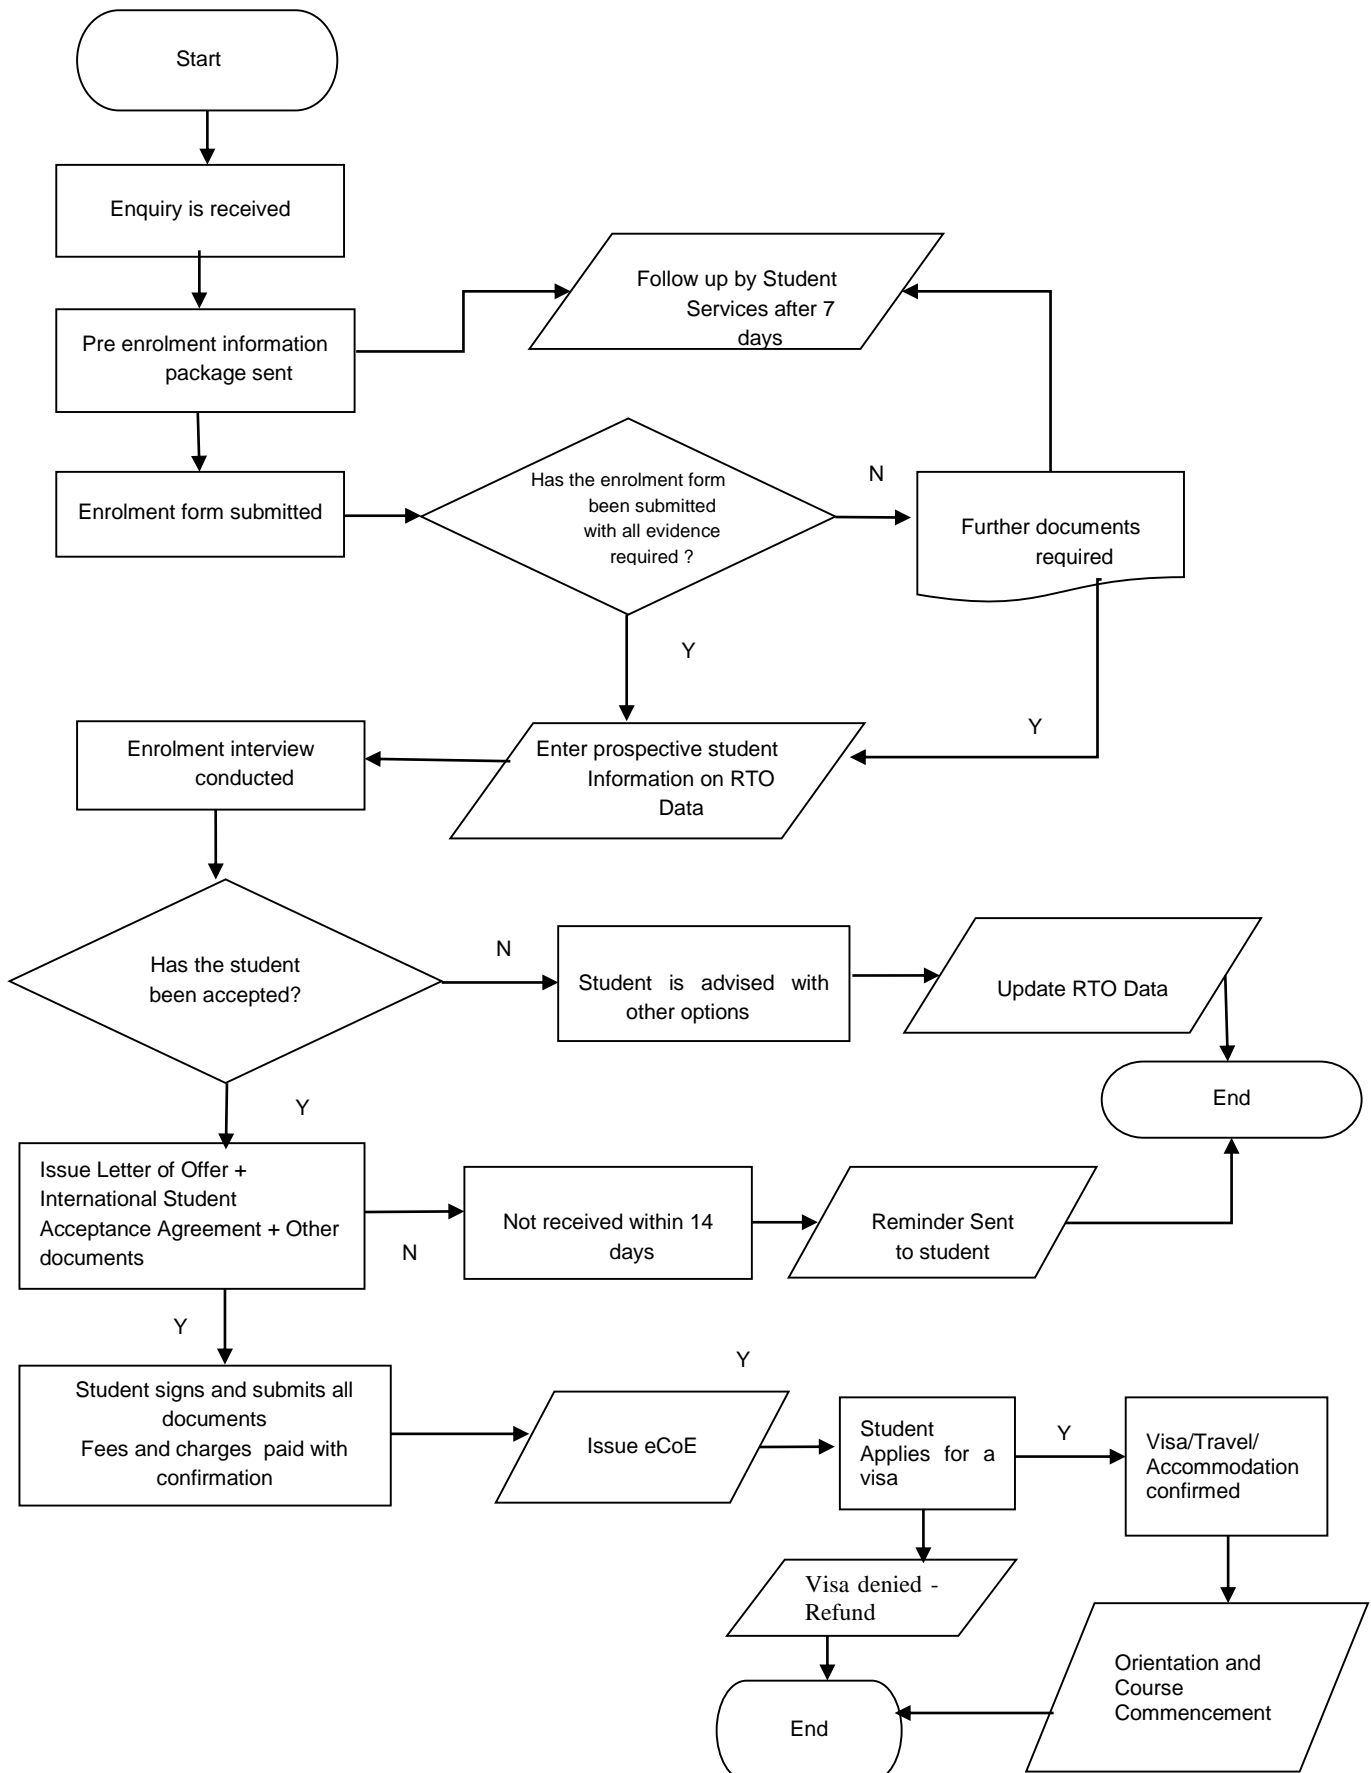 Start
Enquiry is received
Follow up by Student
Services after 7
days
Pre enrolment information
package sent
Enrolment form submitted
Has the enrolment form
been submitted
with all evidence
required ?
N
Further documents
required
Y
Y
Enrolment interview
conducted
Enter prospective student
Information on RTO
Data
Has the student
been accepted?
N
Student is advised with
other options
Update RTO Data
End
Y
Issue Letter of Offer +
International Student
Acceptance Agreement + Other
documents
N
Not received within 14
days
Reminder Sent
to student
Y
Student signs and submits all
documents
Fees and charges paid with
confirmation
Y
Issue eCoE
Student
Applies for a
visa
Y
Visa/Travel/
Accommodation
confirmed
Visa denied -
Refund
Orientation and
Course
Commencement
End